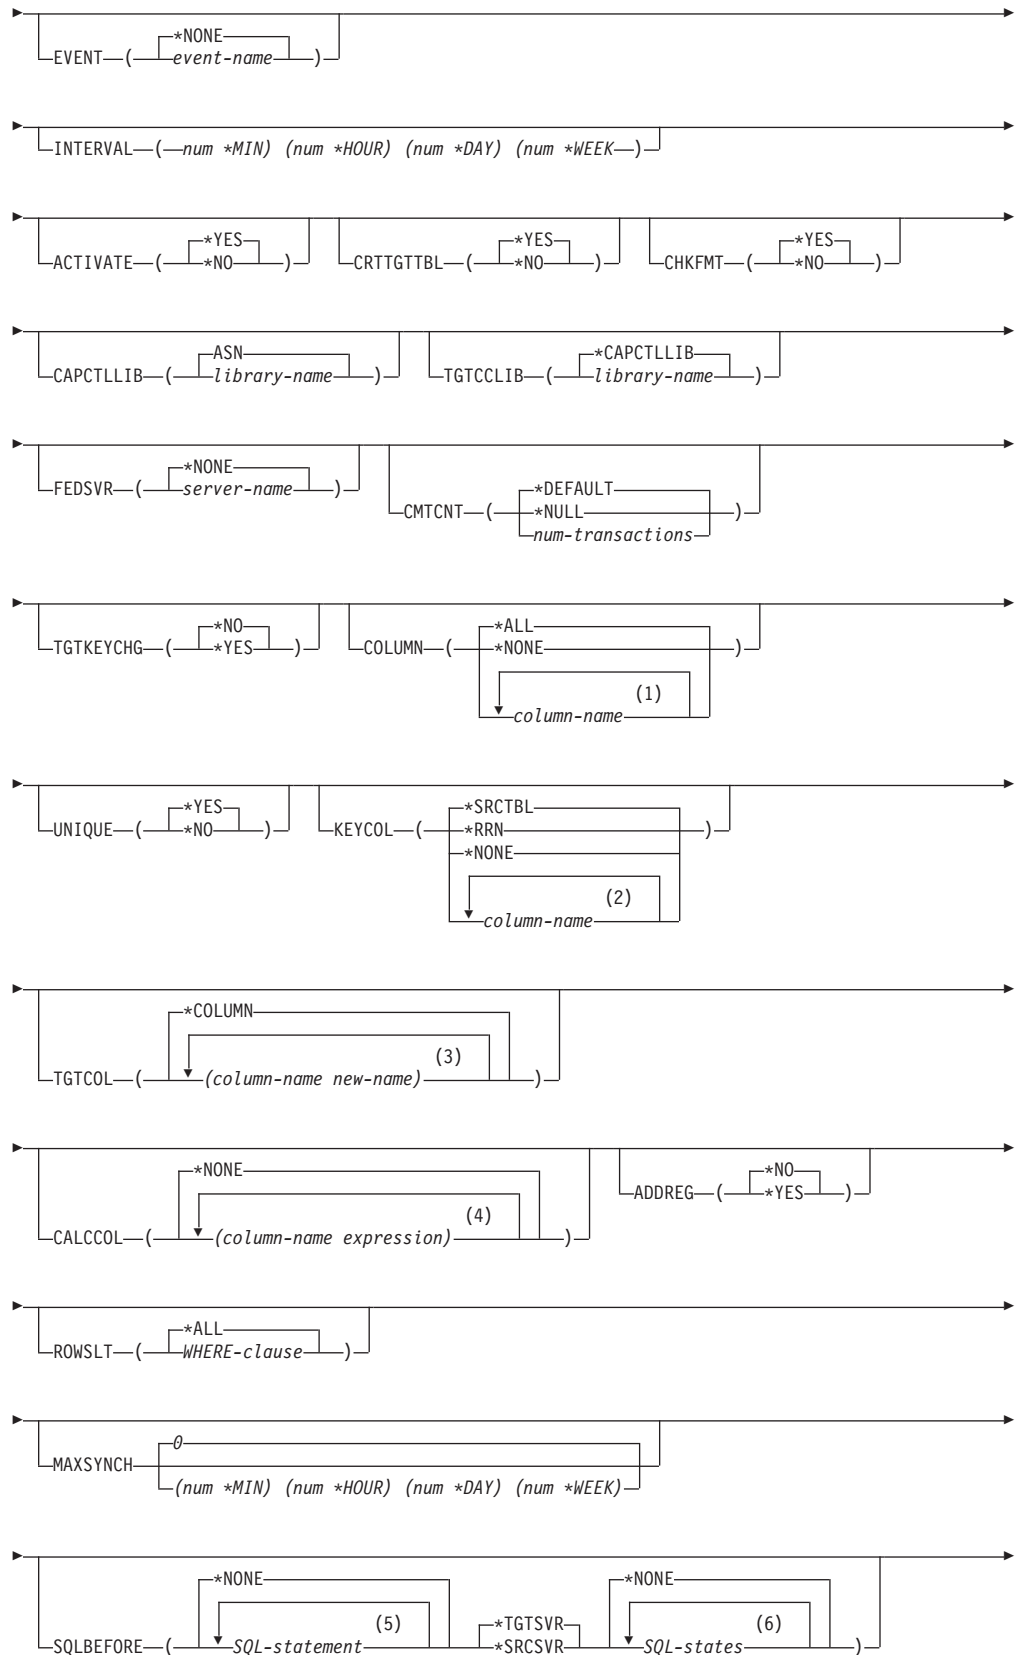 *NONE
EVENT ( event-name )
INTERVAL ( num *MIN) (num *HOUR) (num *DAY) (num *WEEK )
*YES *YES *YES
ACTIVATE ( *NO ) CRTTGTTBL ( *NO ) CHKFMT ( *NO )
ASN *CAPCTLLIB
CAPCTLLIB ( library-name ) TGTCCLIB ( library-name )
*NONE *DEFAULT
FEDSVR ( server-name ) CMTCNT ( *NULL )
num-transactions
*NO *ALL
TGTKEYCHG ( *YES ) COLUMN ( *NONE )
(1)
column-name
*YES *SRCTBL
UNIQUE ( *NO ) KEYCOL ( *RRN )
*NONE
(2)
column-name
*COLUMN
(3)
TGTCOL ( (column-name new-name) )
*NONE *NO
ADDREG ( *YES )
(4)
CALCCOL ( (column-name expression) )
*ALL
ROWSLT ( WHERE-clause )
0
MAXSYNCH
(num *MIN) (num *HOUR) (num *DAY) (num *WEEK)
*NONE *NONE
(5) *TGTSVR (6)
SQLBEFORE ( SQL-statement *SRCSVR SQL-states )